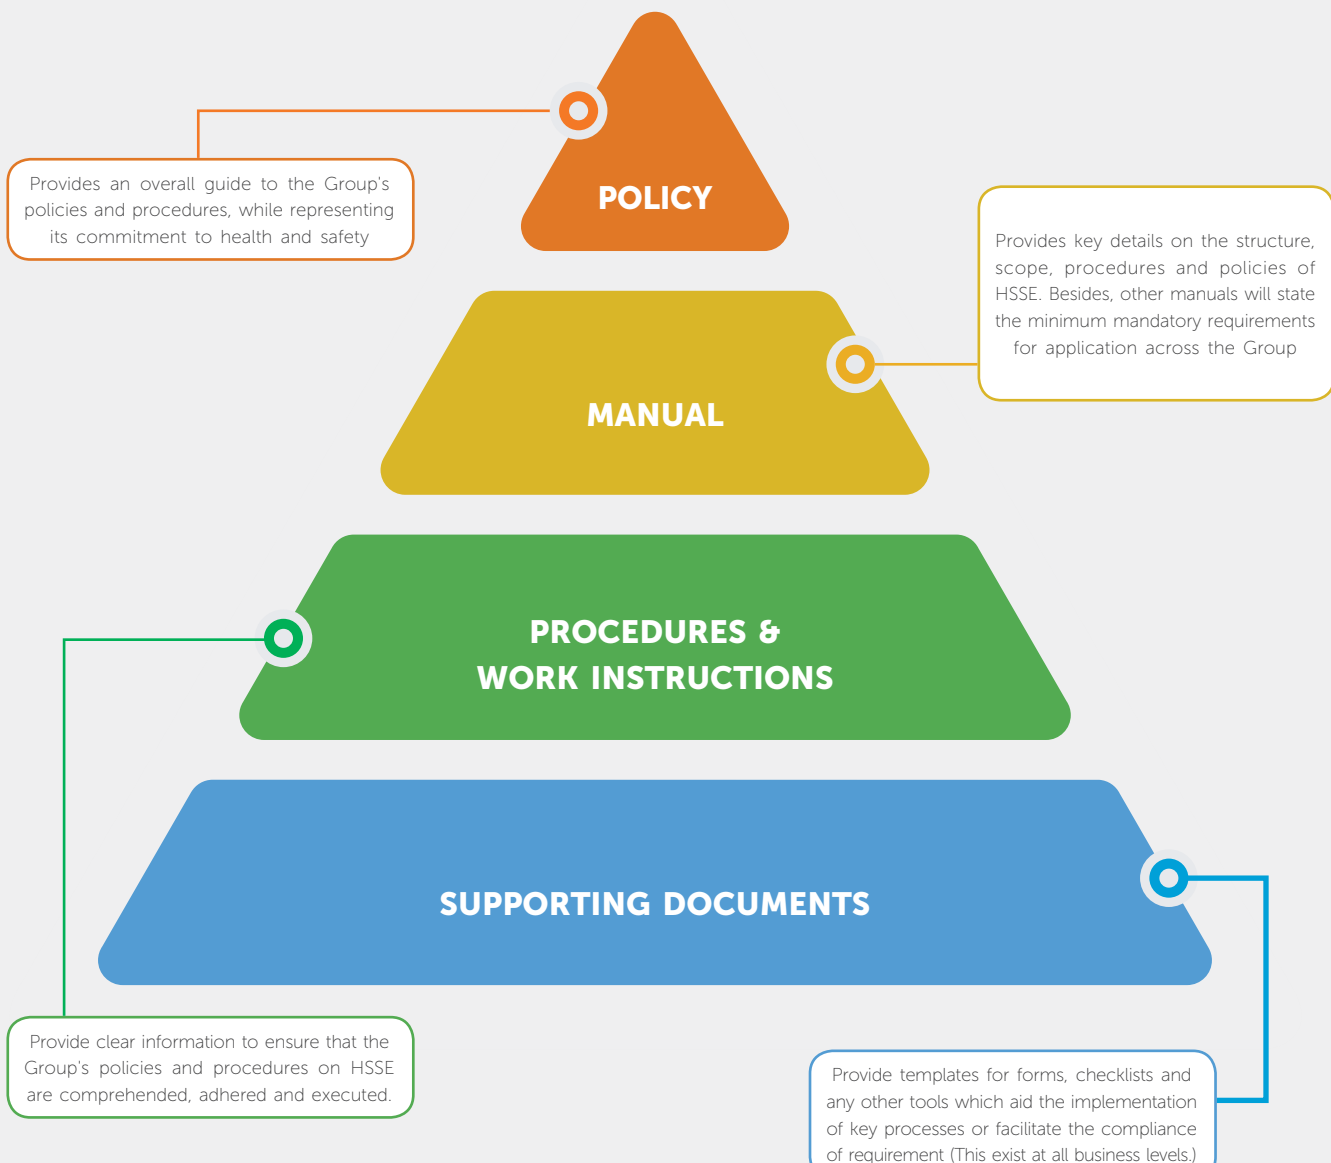 POLICY
Provides an overall guide to the Group's
policies and procedures, while representing
its commitment to health and safety
Provides key details on the structure,
scope, procedures and policies of
HSSE. Besides, other manuals will state
the minimum mandatory requirements
for application across the Group
MANUAL
PROCEDURES &
WORK INSTRUCTIONS
SUPPORTING DOCUMENTS
Provide clear information to ensure that the
Group's policies and procedures on HSSE
are comprehended, adhered and executed.
Provide templates for forms, checklists and
any other tools which aid the implementation
of key processes or facilitate the compliance
of requirement (This exist at all business levels.)